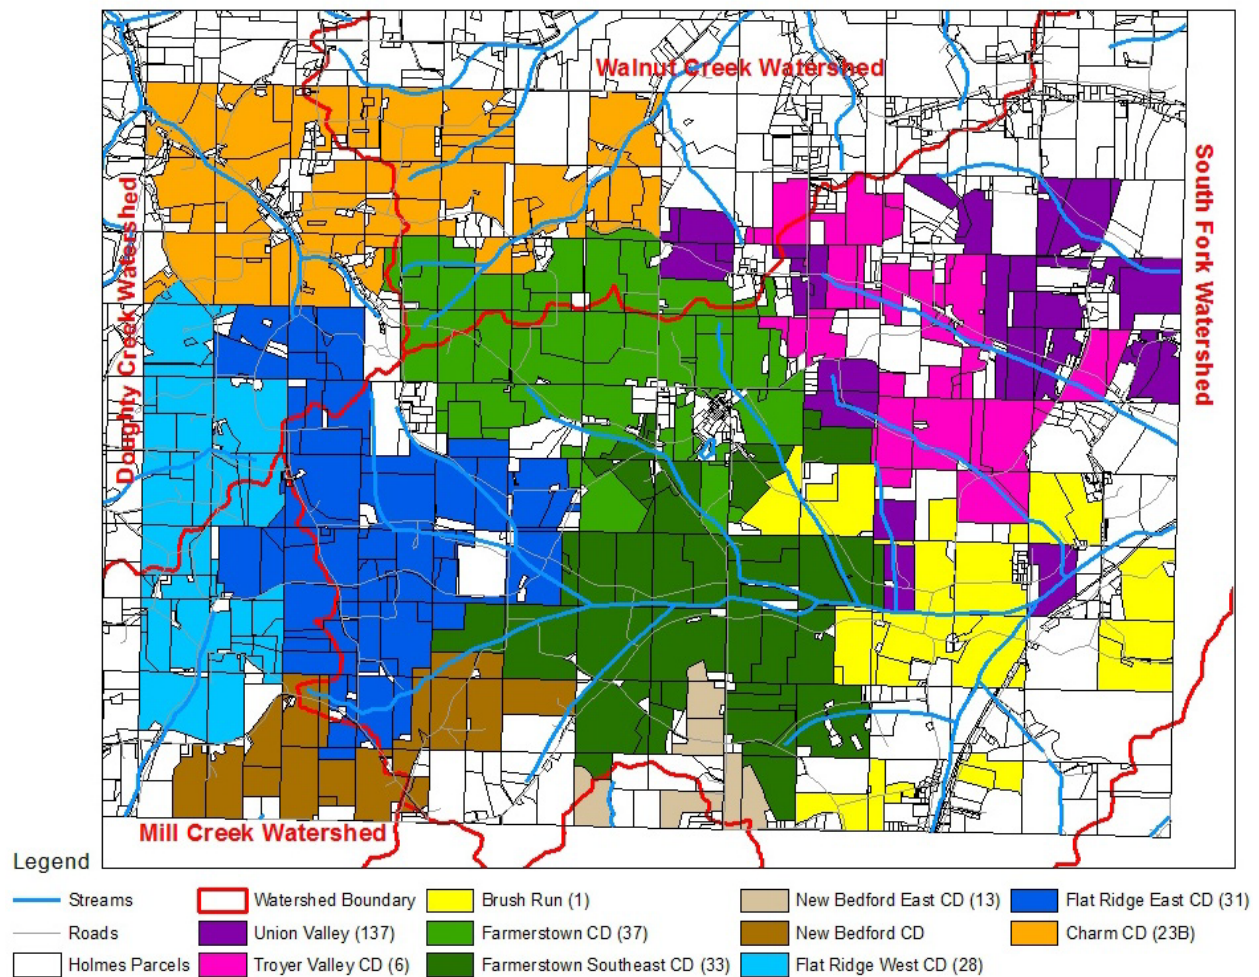 Walnut Creek Watershed
South Fork Watershed
Doughty Creek Watershed
Mill Creek Watershed
Legend
Streams
Watershed Boundary
Brush Run (1)
New Bedford East CD (13)
Flat Ridge East CD (31)
Roads
Union Valley (137)
Farmerstown CD (37)
New Bedford CD
Charm CD (23B)
Holmes Parcels
Troyer Valley CD (6)
Farmerstown Southeast CD (33)
Flat Ridge West CD (28)